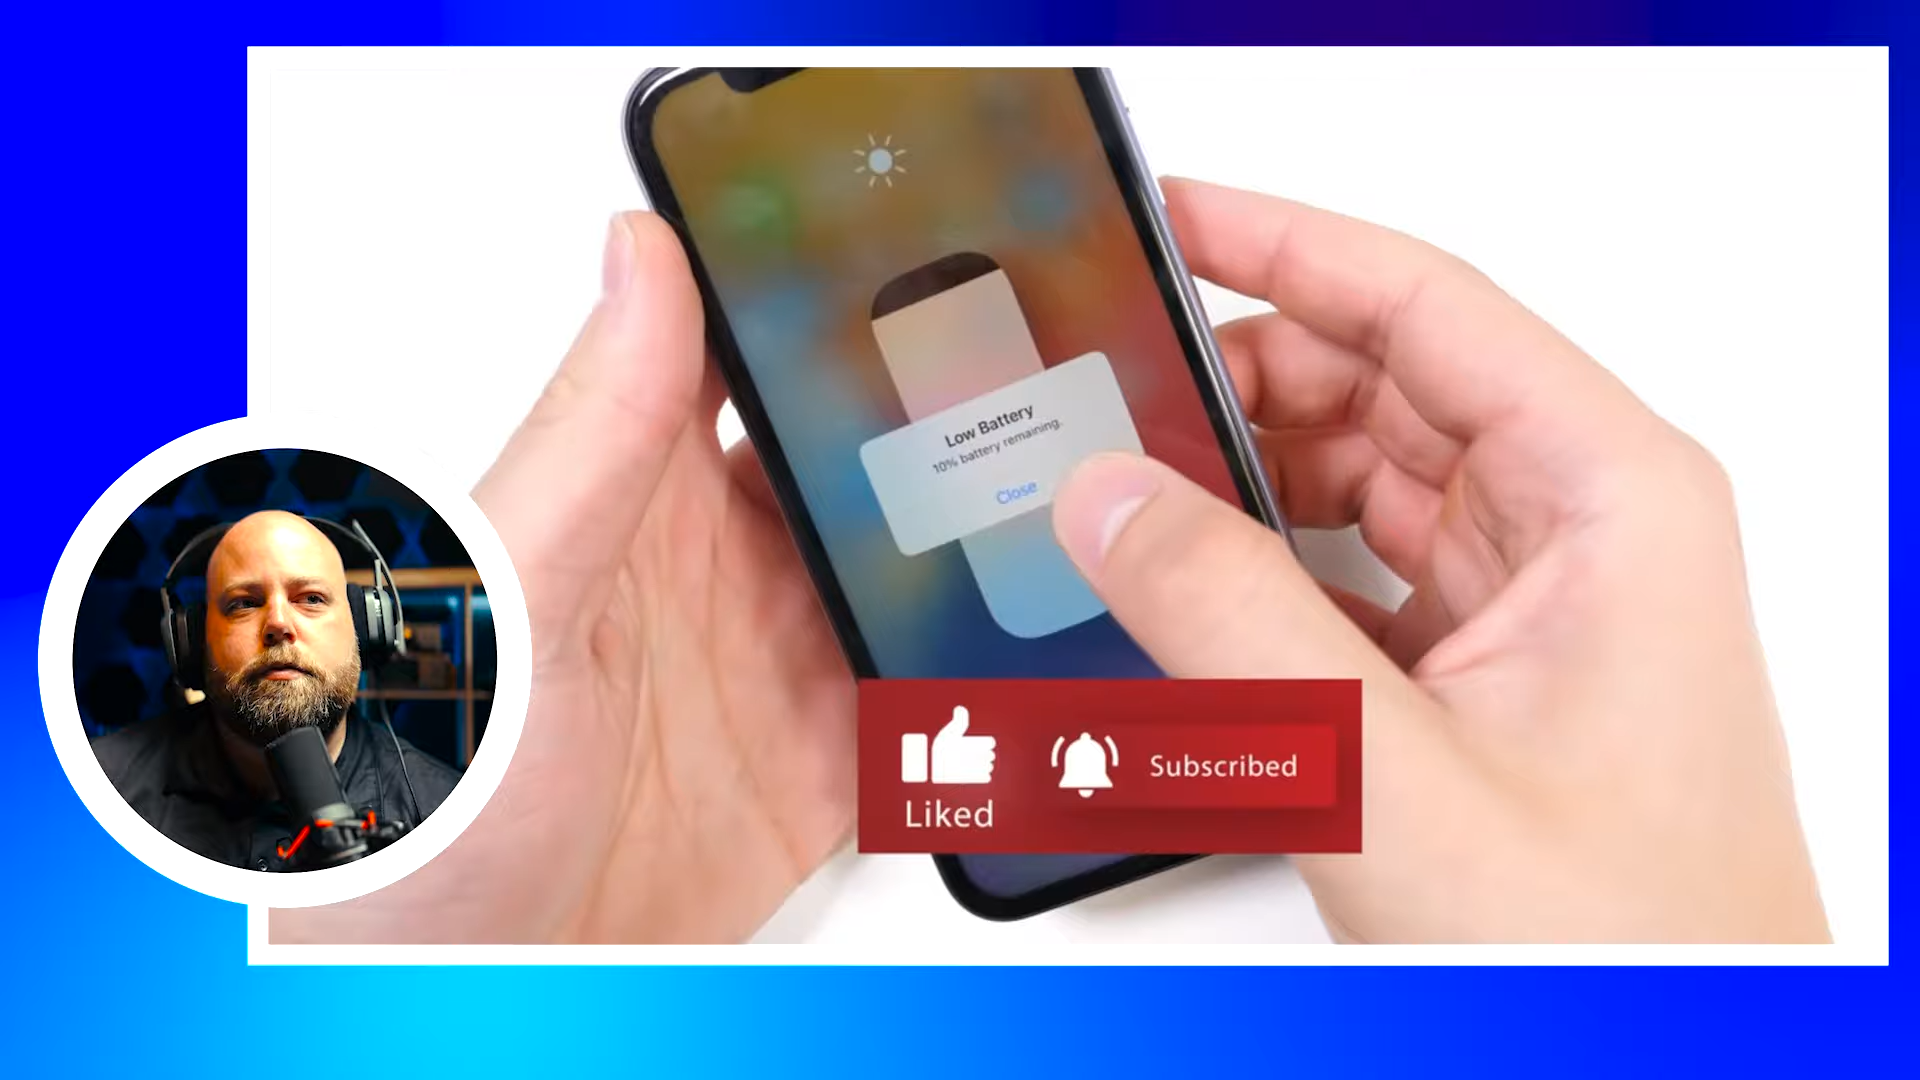 Low Battery
10% battery remaining.
Close
Liked
Subscribed